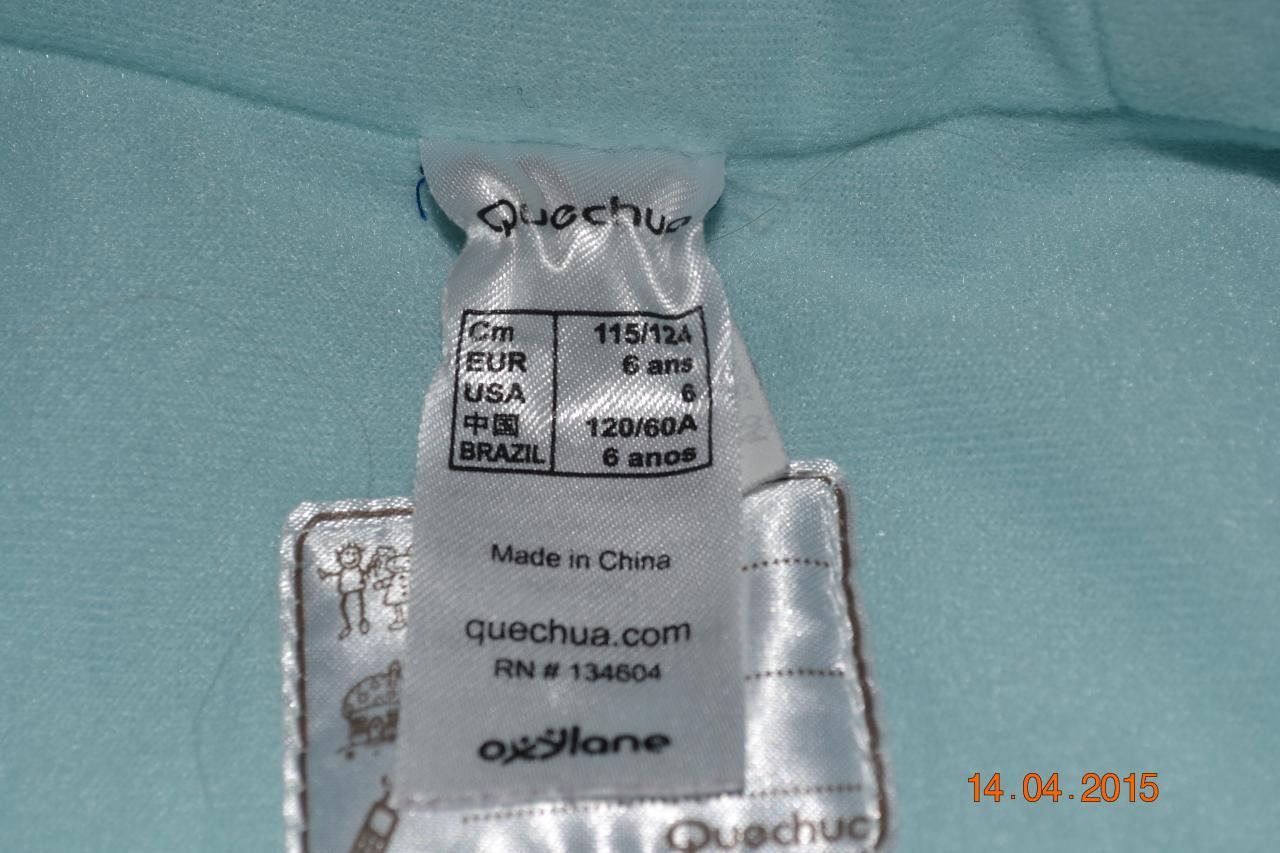 Quechua
Cm 115/124
EUR 6 ans
USA 6
中国 120/60A
BRAZIL 6 anos
Made in China
quechua.com
RN # 134604
oxylane
Quechua
14.04.2015